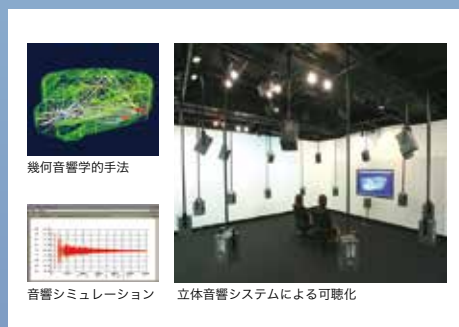 幾何音響学的手法
音響シミュレーション
立体音響システムによる可聴化